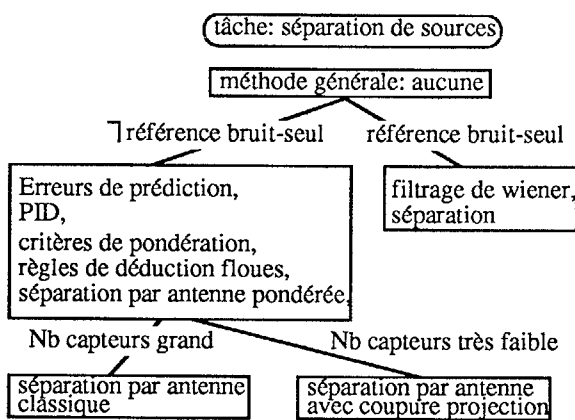 tâche: séparation de sources
méthode générale: aucune
¬ référence bruit-seul
référence bruit-seul
Erreurs de prédiction,
PID,
critères de pondération,
règles de déduction floues,
séparation par antenne pondérée,
filtrage de wiener,
séparation
Nb capteurs grand
Nb capteurs très faible
séparation par antenne
classique
séparation par antenne
avec coupure projection